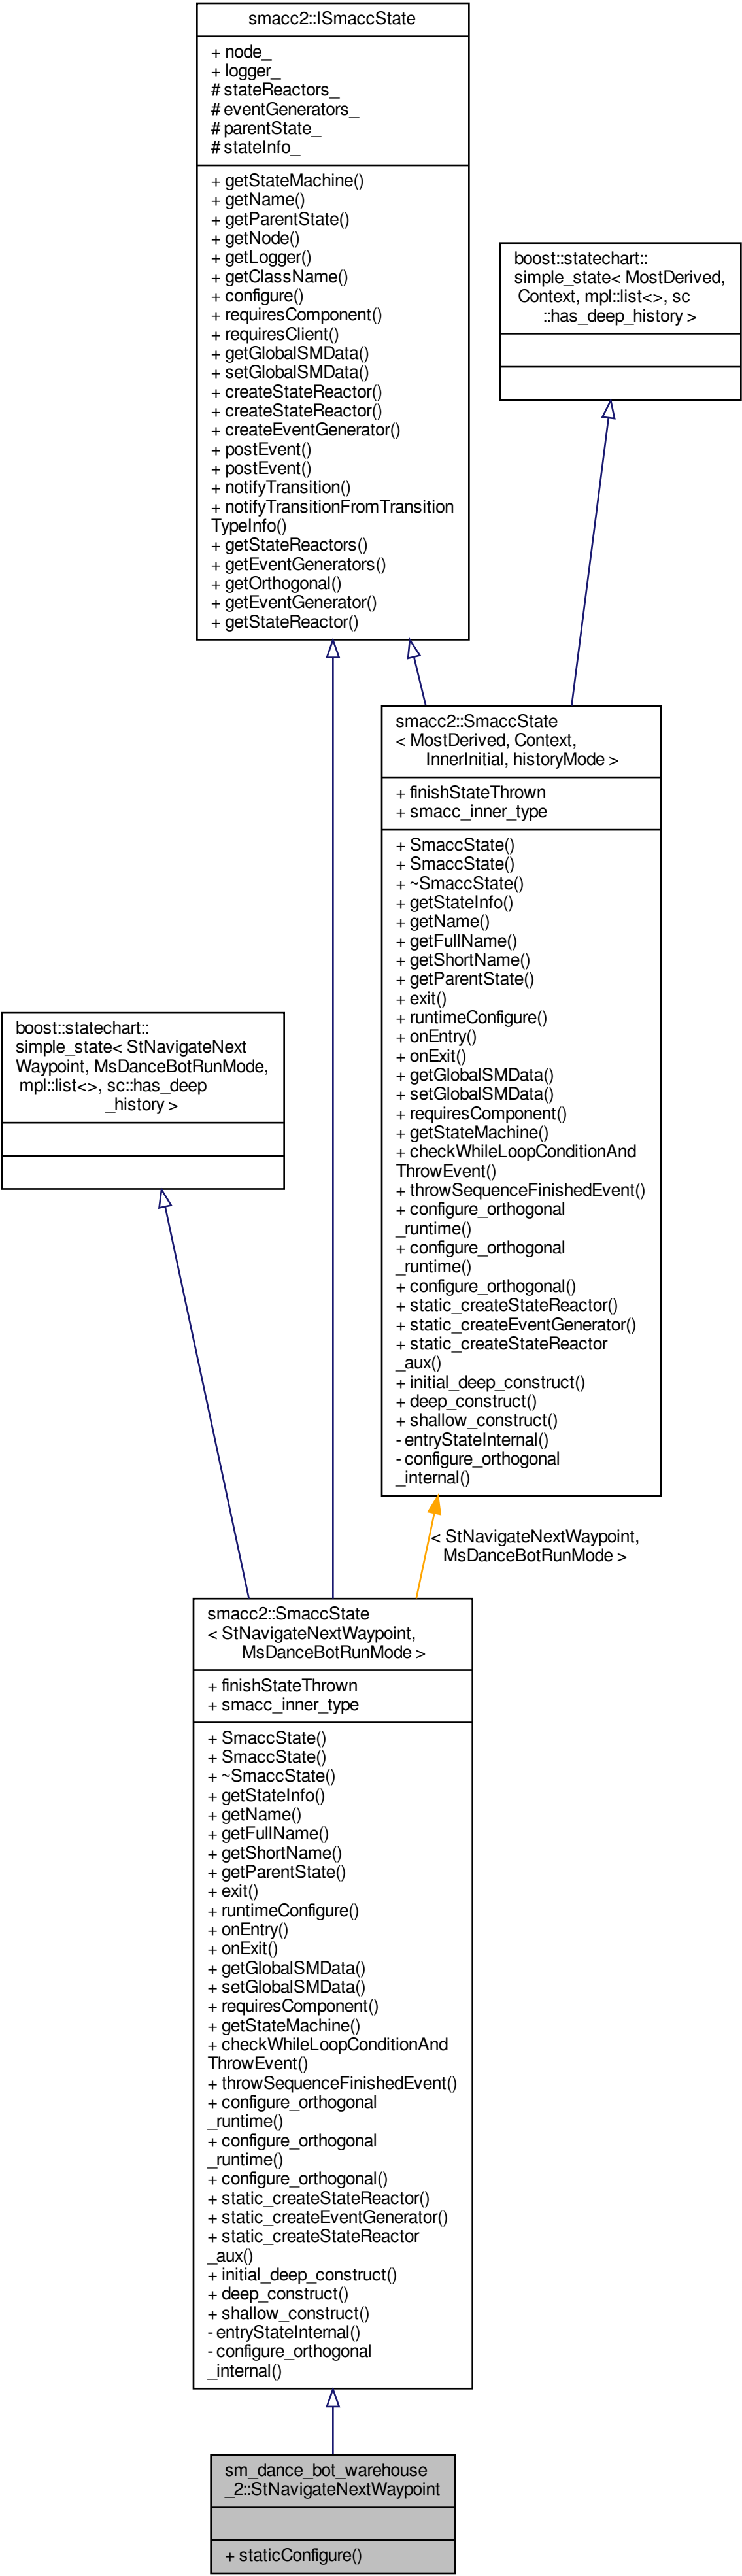 smacc2::ISmaccState
+ node_
+ logger_
# stateReactors_
# eventGenerators_
# parentState_
# stateInfo_
+ getStateMachine()
+ getName()
+ getParentState()
+ getNode()
+ getLogger()
+ getClassName()
+ configure()
+ requiresComponent()
+ requiresClient()
+ getGlobalSMData()
+ setGlobalSMData()
+ createStateReactor()
+ createStateReactor()
+ createEventGenerator()
+ postEvent()
+ postEvent()
+ notifyTransition()
+ notifyTransitionFromTransition
TypeInfo()
+ getStateReactors()
+ getEventGenerators()
+ getOrthogonal()
+ getEventGenerator()
+ getStateReactor()
boost::statechart::
simple_state< MostDerived,
Context, mpl::list<>, sc
::has_deep_history >
smacc2::SmaccState
< MostDerived, Context,
InnerInitial, historyMode >
+ finishStateThrown
+ smacc_inner_type
+ SmaccState()
+ SmaccState()
+ ~SmaccState()
+ getStateInfo()
+ getName()
+ getFullName()
+ getShortName()
+ getParentState()
+ exit()
+ runtimeConfigure()
+ onEntry()
+ onExit()
+ getGlobalSMData()
+ setGlobalSMData()
+ requiresComponent()
+ getStateMachine()
+ checkWhileLoopConditionAnd
ThrowEvent()
+ throwSequenceFinishedEvent()
+ configure_orthogonal
_runtime()
+ configure_orthogonal
_runtime()
+ configure_orthogonal()
+ static_createStateReactor()
+ static_createEventGenerator()
+ static_createStateReactor
_aux()
+ initial_deep_construct()
+ deep_construct()
+ shallow_construct()
- entryStateInternal()
- configure_orthogonal
_internal()
boost::statechart::
simple_state< StNavigateNext
Waypoint, MsDanceBotRunMode,
mpl::list<>, sc::has_deep
_history >
< StNavigateNextWaypoint,
MsDanceBotRunMode >
smacc2::SmaccState
< StNavigateNextWaypoint,
MsDanceBotRunMode >
+ finishStateThrown
+ smacc_inner_type
+ SmaccState()
+ SmaccState()
+ ~SmaccState()
+ getStateInfo()
+ getName()
+ getFullName()
+ getShortName()
+ getParentState()
+ exit()
+ runtimeConfigure()
+ onEntry()
+ onExit()
+ getGlobalSMData()
+ setGlobalSMData()
+ requiresComponent()
+ getStateMachine()
+ checkWhileLoopConditionAnd
ThrowEvent()
+ throwSequenceFinishedEvent()
+ configure_orthogonal
_runtime()
+ configure_orthogonal
_runtime()
+ configure_orthogonal()
+ static_createStateReactor()
+ static_createEventGenerator()
+ static_createStateReactor
_aux()
+ initial_deep_construct()
+ deep_construct()
+ shallow_construct()
- entryStateInternal()
- configure_orthogonal
_internal()
sm_dance_bot_warehouse
_2::StNavigateNextWaypoint
+ staticConfigure()